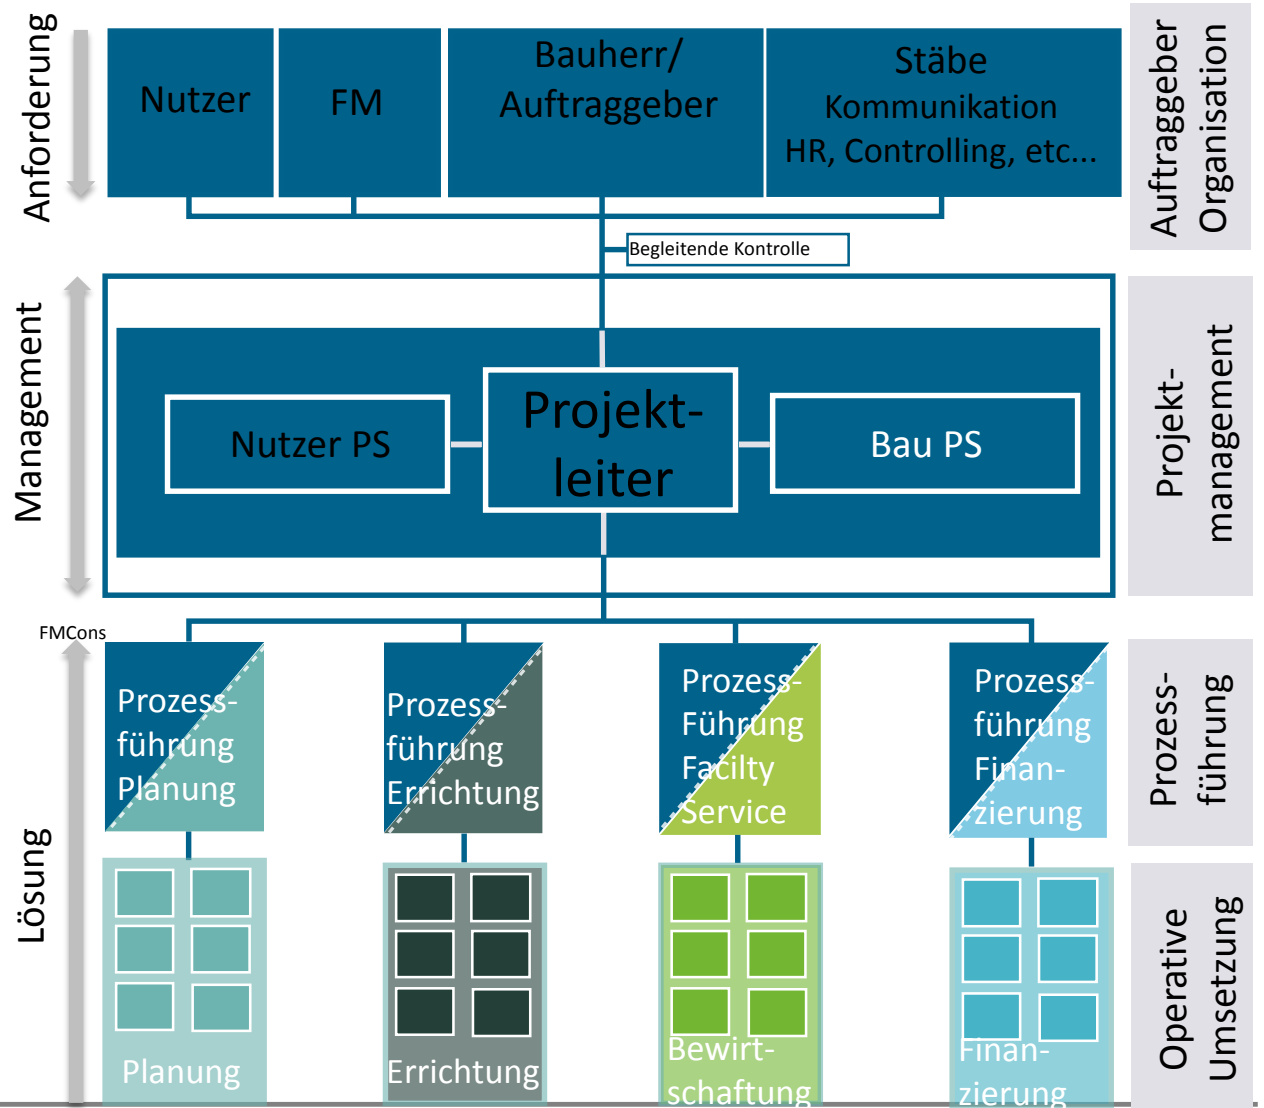 Anforderung
Nutzer
FM
Bauherr/
Auftraggeber
Stäbe
Kommunikation
HR, Controlling, etc...
Auftraggeber
Organisation
Begleitende Kontrolle
Management
Nutzer PS
Projekt-
leiter
Bau PS
Projekt-
management
FMCons
Lösung
Prozess-
führung
Planung
Prozess-
führung
Errichtung
Prozess-
Führung
Facilty
Service
Prozess-
führung
Finan-
zierung
Prozess-
führung
Planung
Errichtung
Bewirt-
schaftung
Finan-
zierung
Operative
Umsetzung